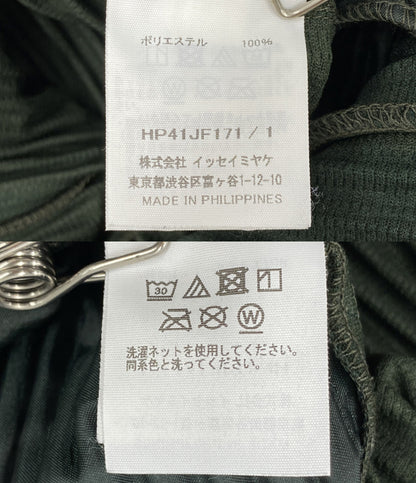 ポリエステル 100%
HP41JF171 / 1
株式会社 イッセイミヤケ
東京都渋谷区富ヶ谷1-12-10
MADE IN PHILIPPINES
30
W
洗濯ネットを使用してください。
同系色と洗ってください。